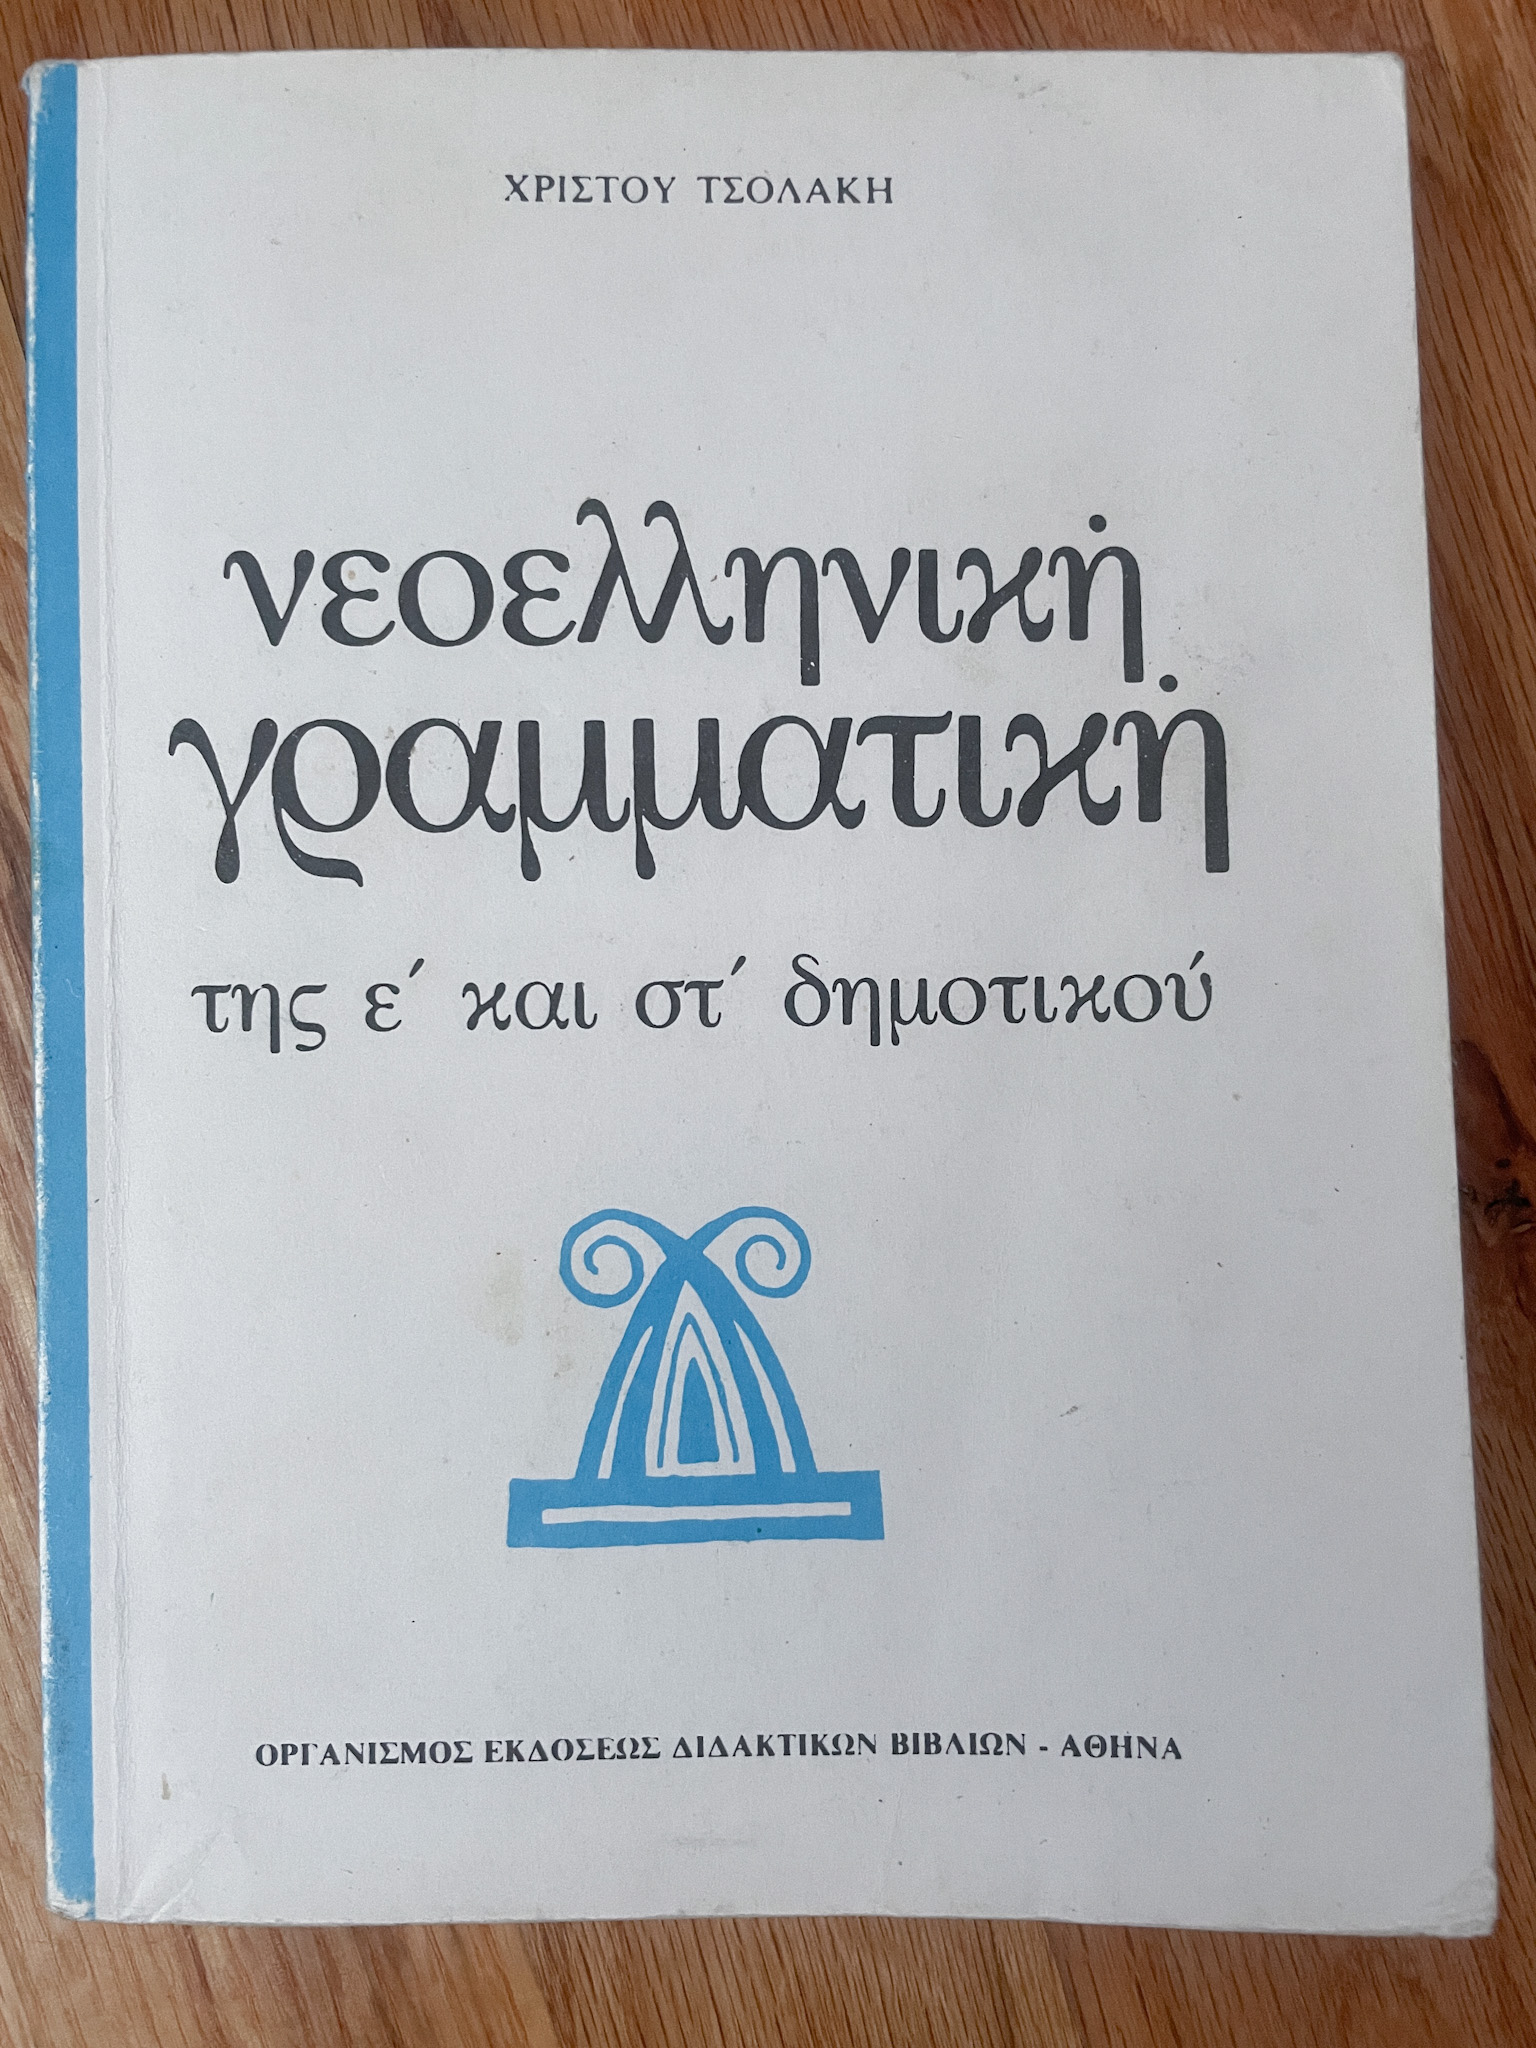 ΧΡΙΣΤΟΥ ΤΣΟΛΑΚΗ
νεοελληνική
γραμματική
της ε΄ και στ΄ δημοτικού
ΟΡΓΑΝΙΣΜΟΣ ΕΚΔΟΣΕΩΣ ΔΙΔΑΚΤΙΚΩΝ ΒΙΒΛΙΩΝ - ΑΘΗΝΑ